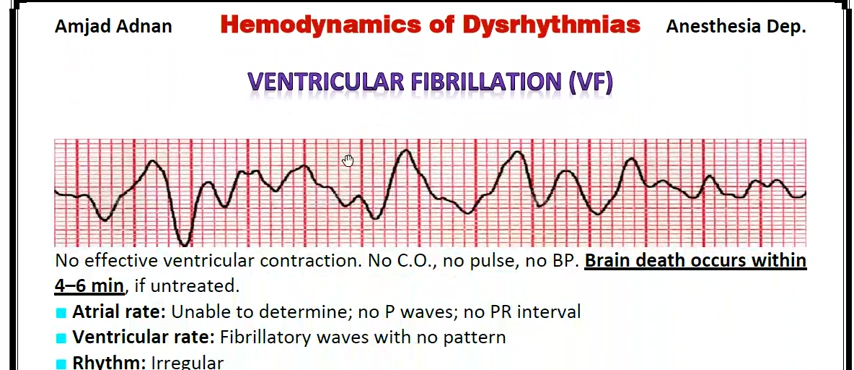 Amjad Adnan Hemodynamics of Dysrhythmias Anesthesia Dep.
VENTRICULAR FIBRILLATION (VF)
No effective ventricular contraction. No C.O., no pulse, no BP. Brain death occurs within
4–6 min, if untreated.
Atrial rate: Unable to determine; no P waves; no PR interval
Ventricular rate: Fibrillatory waves with no pattern
Rhythm: Irregular